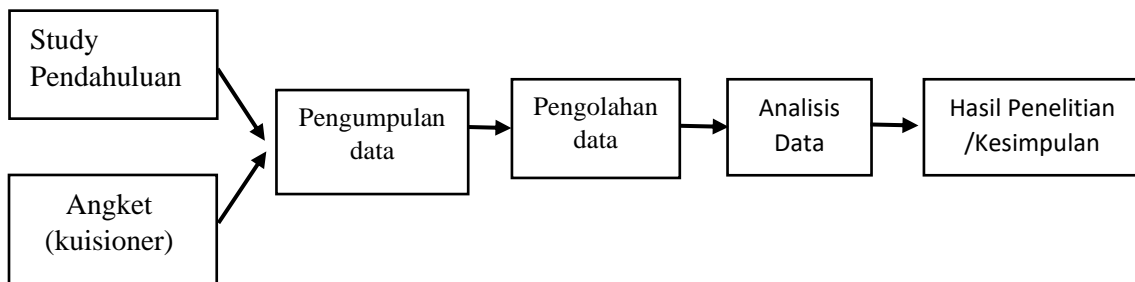 Study
Pendahuluan
Angket
(kuisioner)
Pengumpulan
data
Pengolahan
data
Analisis
Data
Hasil Penelitian
/Kesimpulan